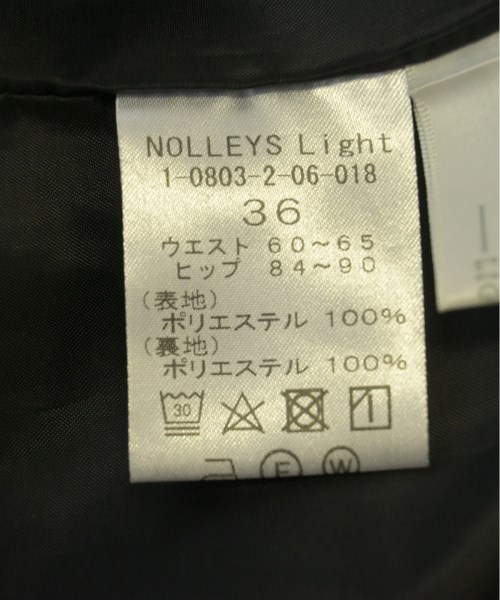 NOLLEYS Light
1-0803-2-06-018
36
ウエスト 60～65
ヒップ 84～90
(表地)
ポリエステル 100%
(裏地)
ポリエステル 100%
30
F W